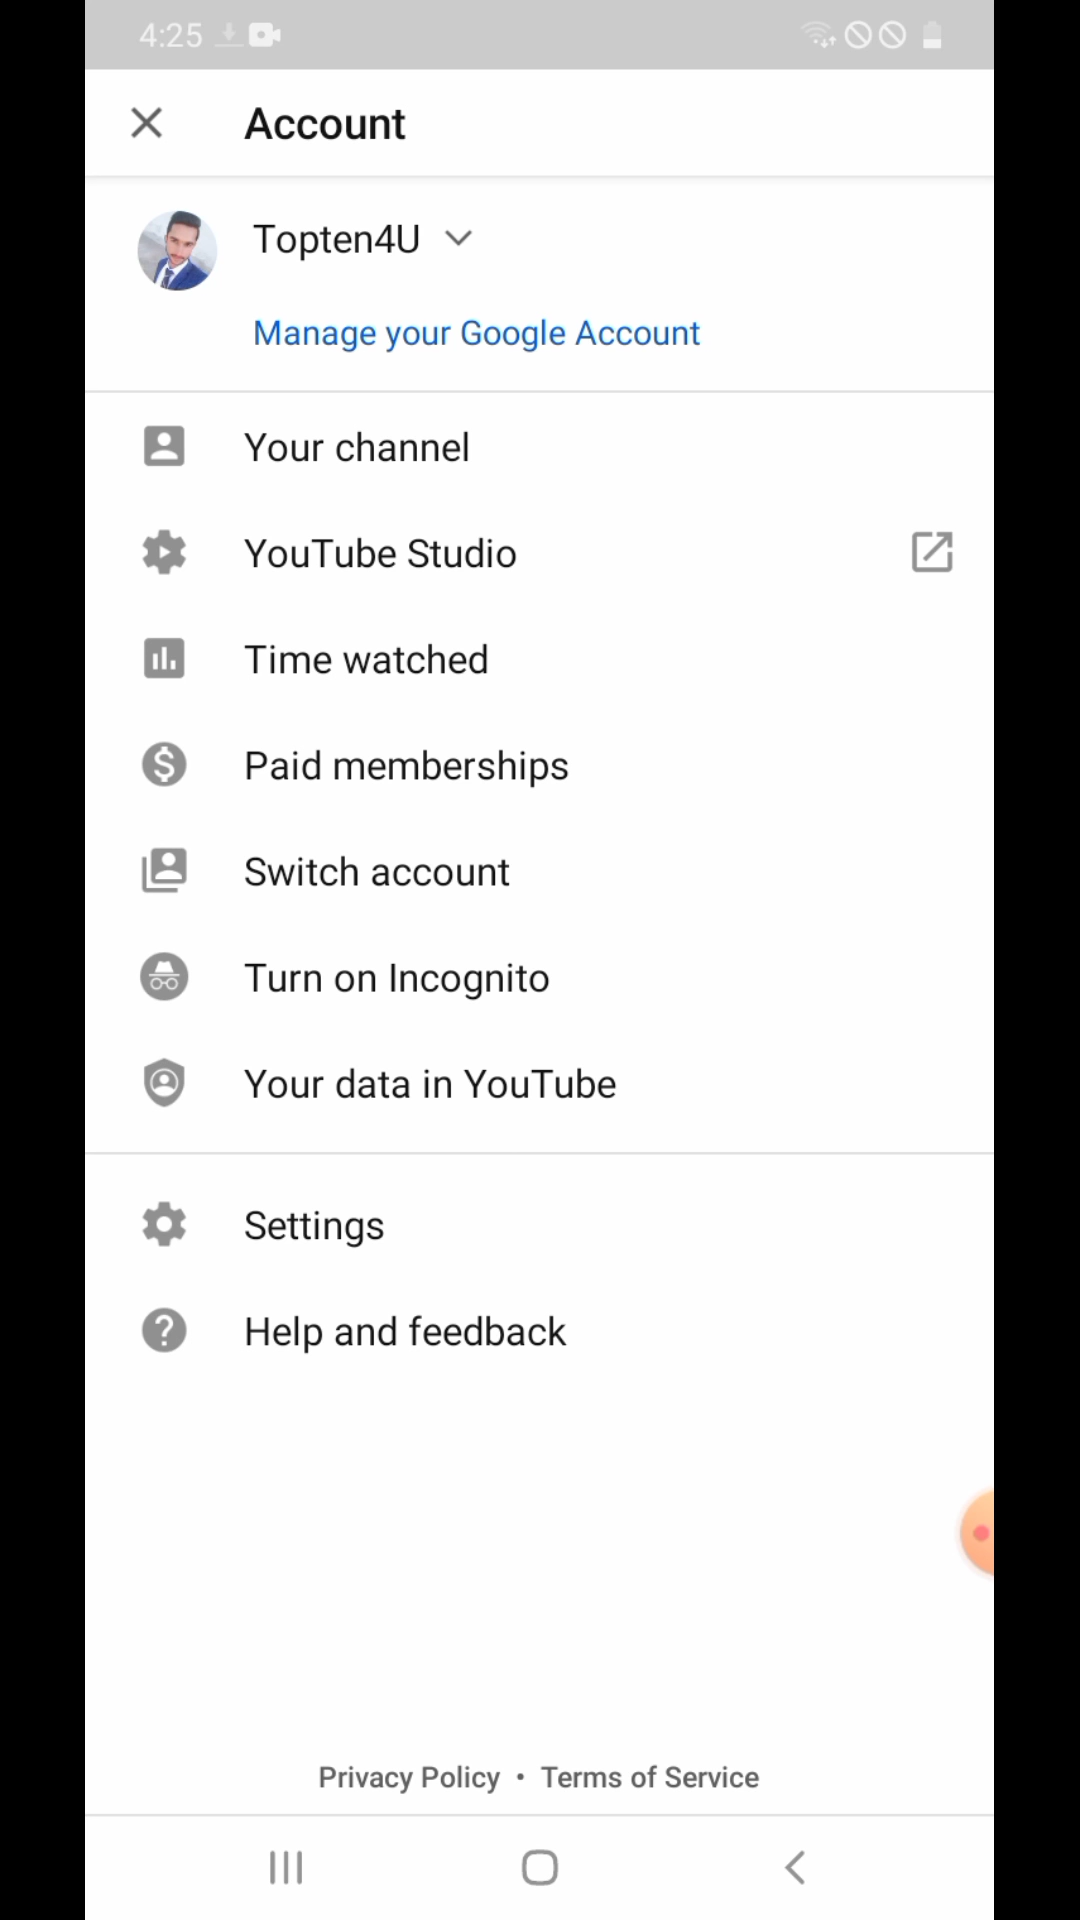 4:25
Account
Topten4U
Manage your Google Account
Your channel
YouTube Studio
Time watched
Paid memberships
Switch account
Turn on Incognito
Your data in YouTube
Settings
Help and feedback
Privacy Policy • Terms of Service